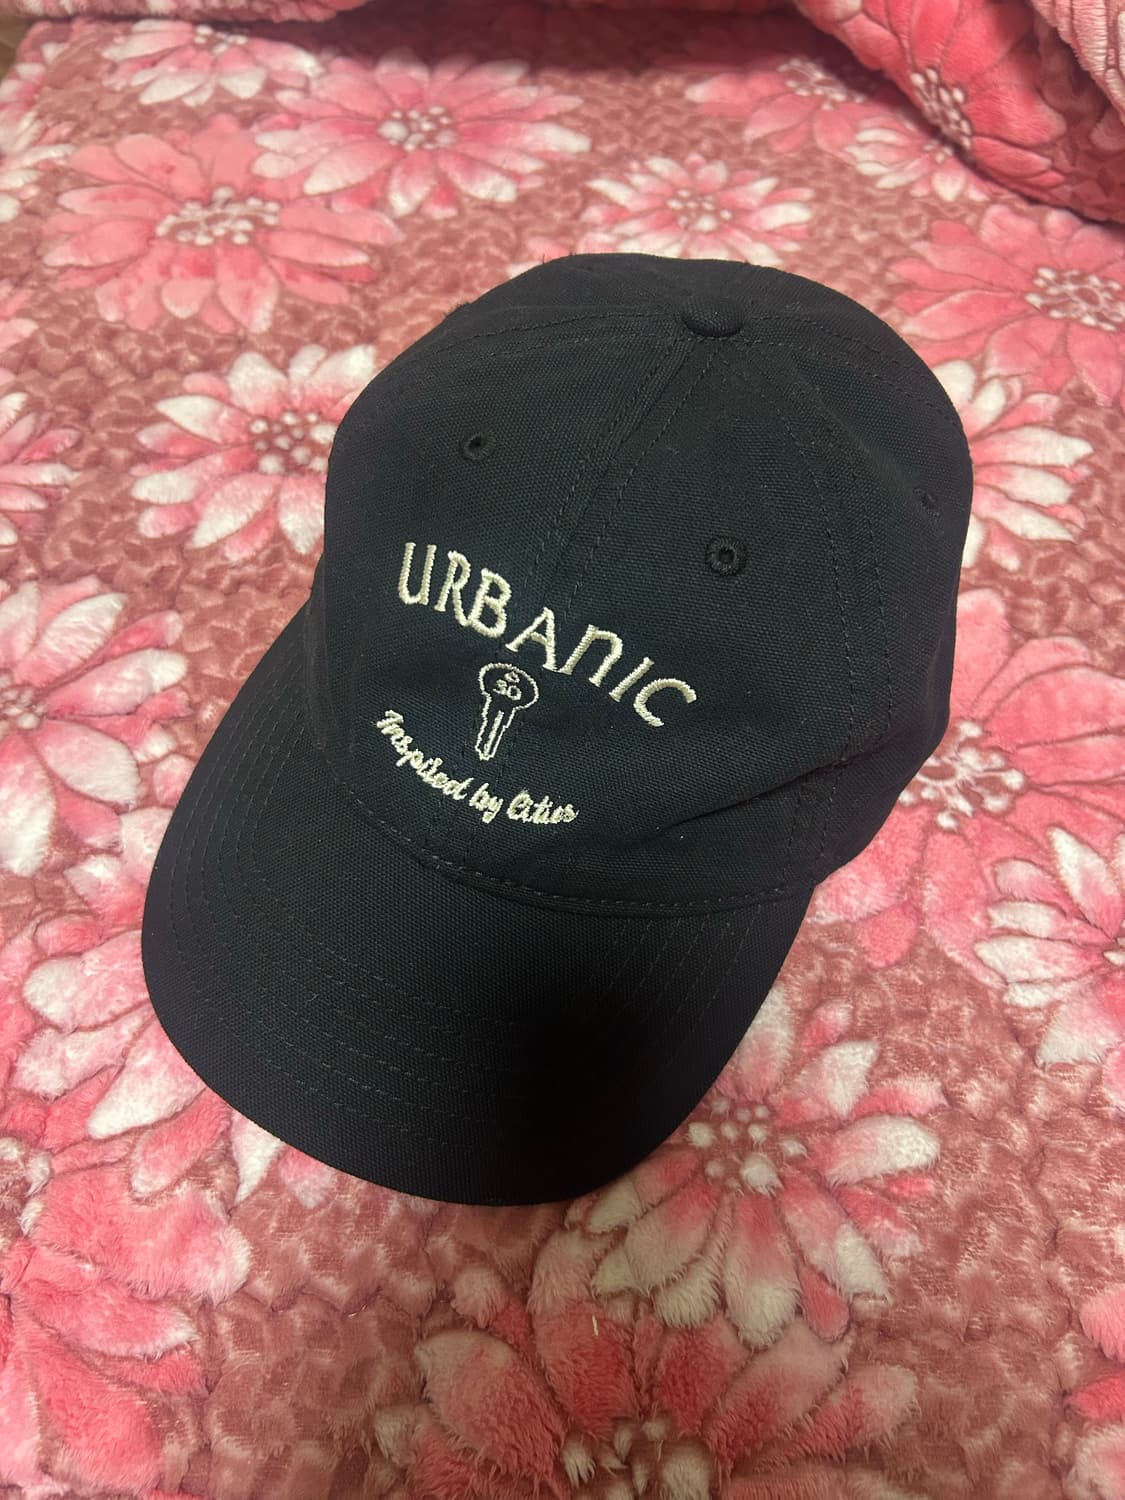 URBANIC
30
Inspired by Cities